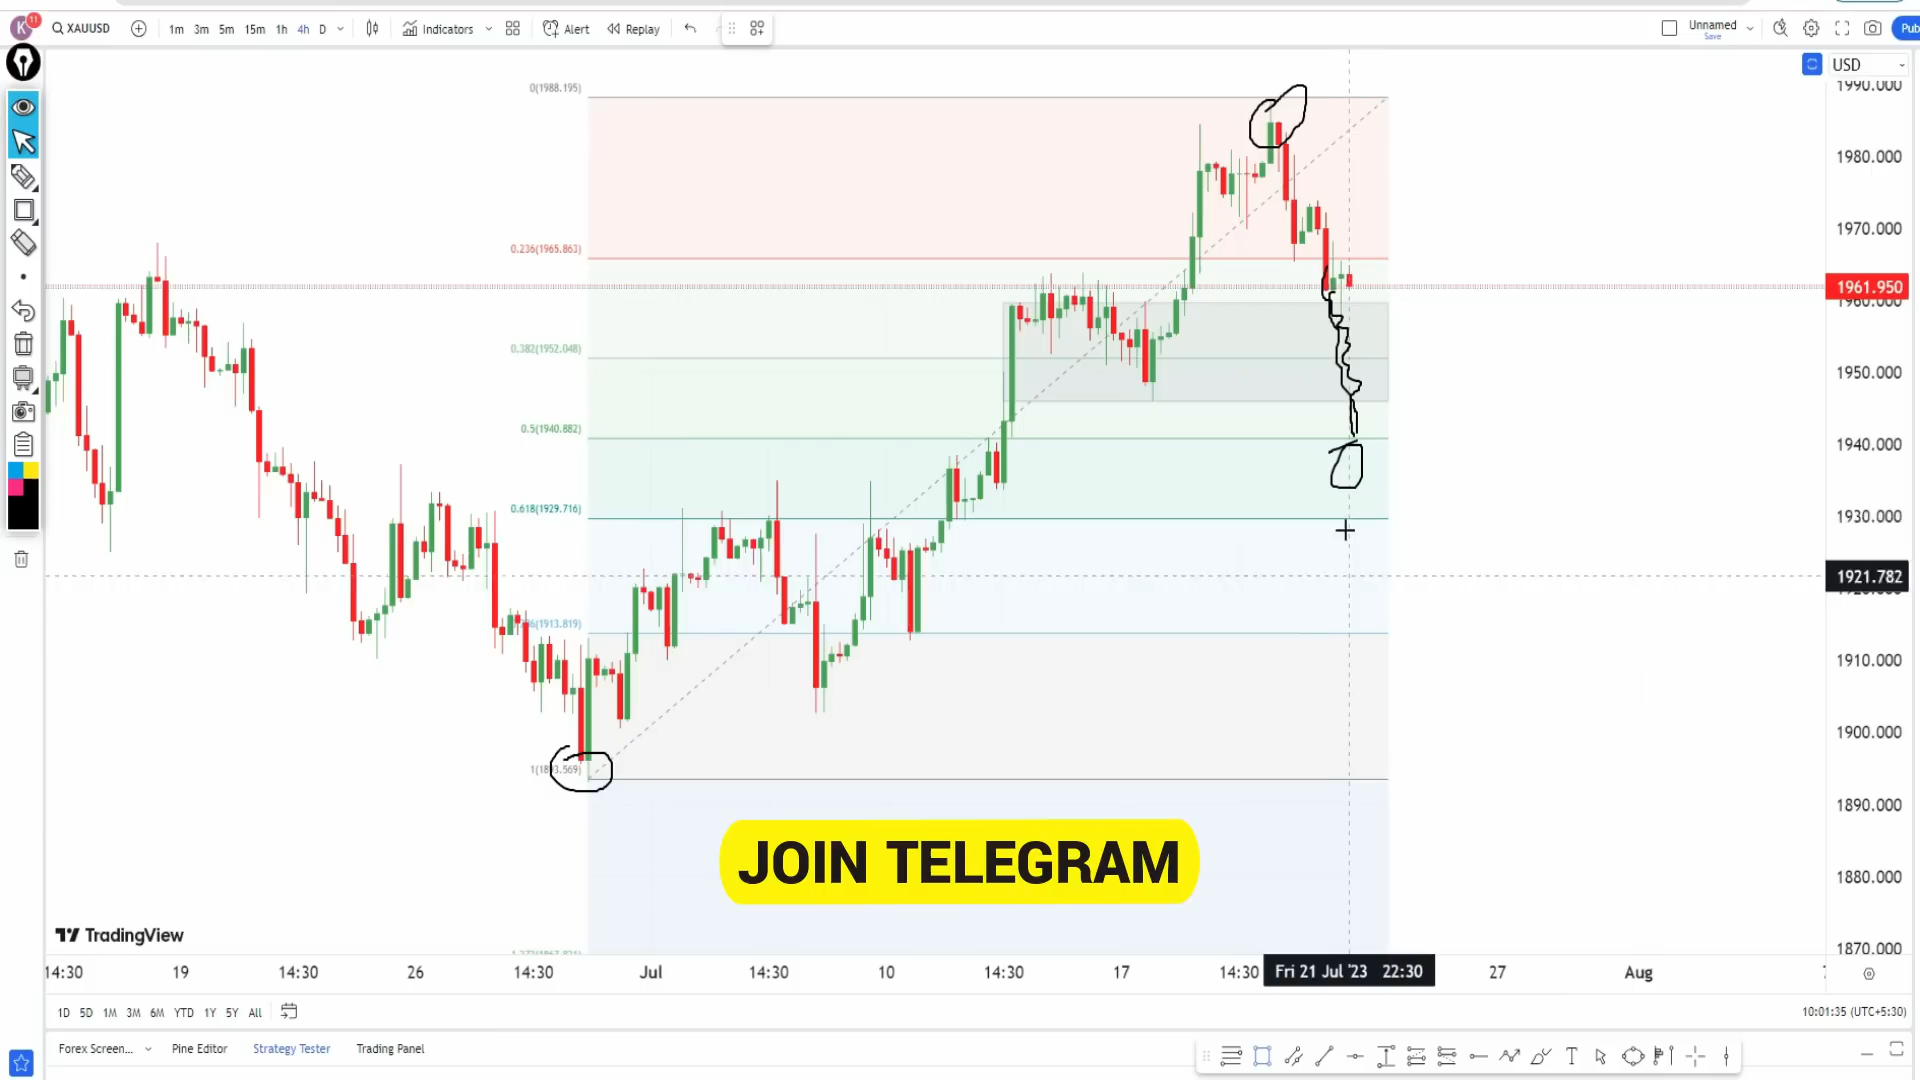 K 11 XAUUSD 1m 3m 5m 15m 1h 4h D Indicators Alert Replay Unnamed Save Pub
USD
0(1988.195)
0.236(1965.863)
0.382(1952.048)
0.5(1940.882)
0.618(1929.716)
1990.000
1980.000
1970.000
1961.950
1960.000
1950.000
1940.000
1930.000
1921.782
1910.000
1900.000
1890.000
1880.000
1870.000
JOIN TELEGRAM
TradingView
14:30 19 14:30 26 14:30 Jul 14:30 10 14:30 17 14:30 Fri 21 Jul '23 22:30 27 Aug
1D 5D 1M 3M 6M YTD 1Y 5Y All 10:01:35 (UTC+5:30)
Forex Screen... Pine Editor Strategy Tester Trading Panel